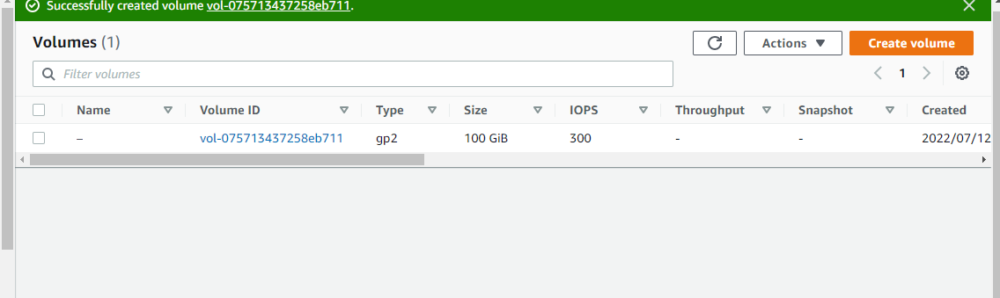 Successfully created volume vol-075713437258eb711.
Volumes (1)
Actions
Create volume
Filter volumes
1
Name Volume ID Type Size IOPS Throughput Snapshot Created
– vol-075713437258eb711 gp2 100 GiB 300 - - 2022/07/12